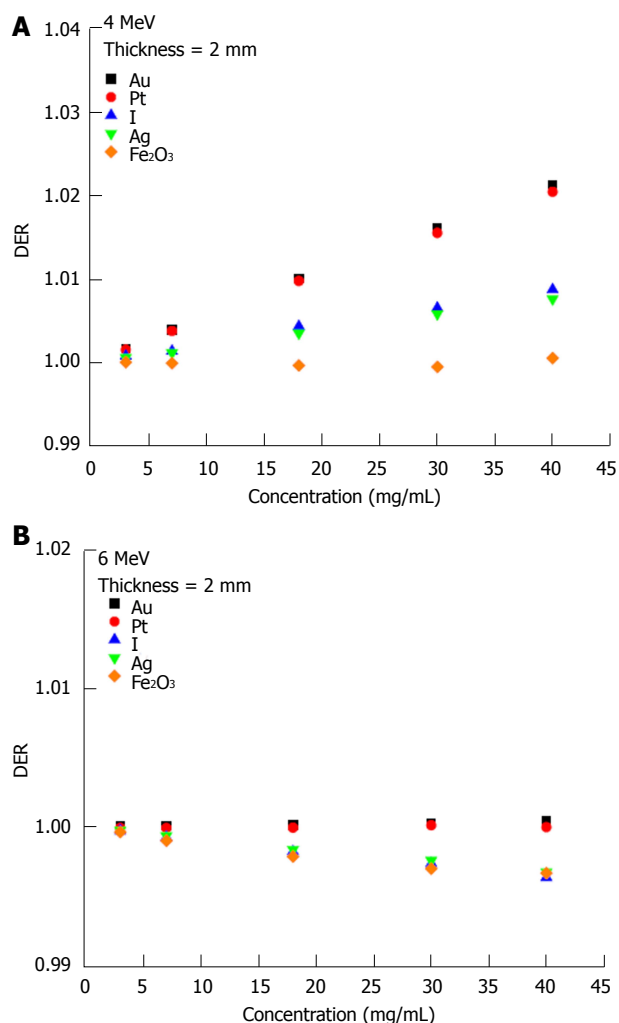 A
4 MeV
Thickness = 2 mm
Au
Pt
I
Ag
Fe₂O₃
1.04
1.03
1.02
1.01
1.00
0.99
DER
0 5 10 15 20 25 30 35 40 45
Concentration (mg/mL)
B
6 MeV
Thickness = 2 mm
Au
Pt
I
Ag
Fe₂O₃
1.02
1.01
1.00
0.99
DER
0 5 10 15 20 25 30 35 40 45
Concentration (mg/mL)